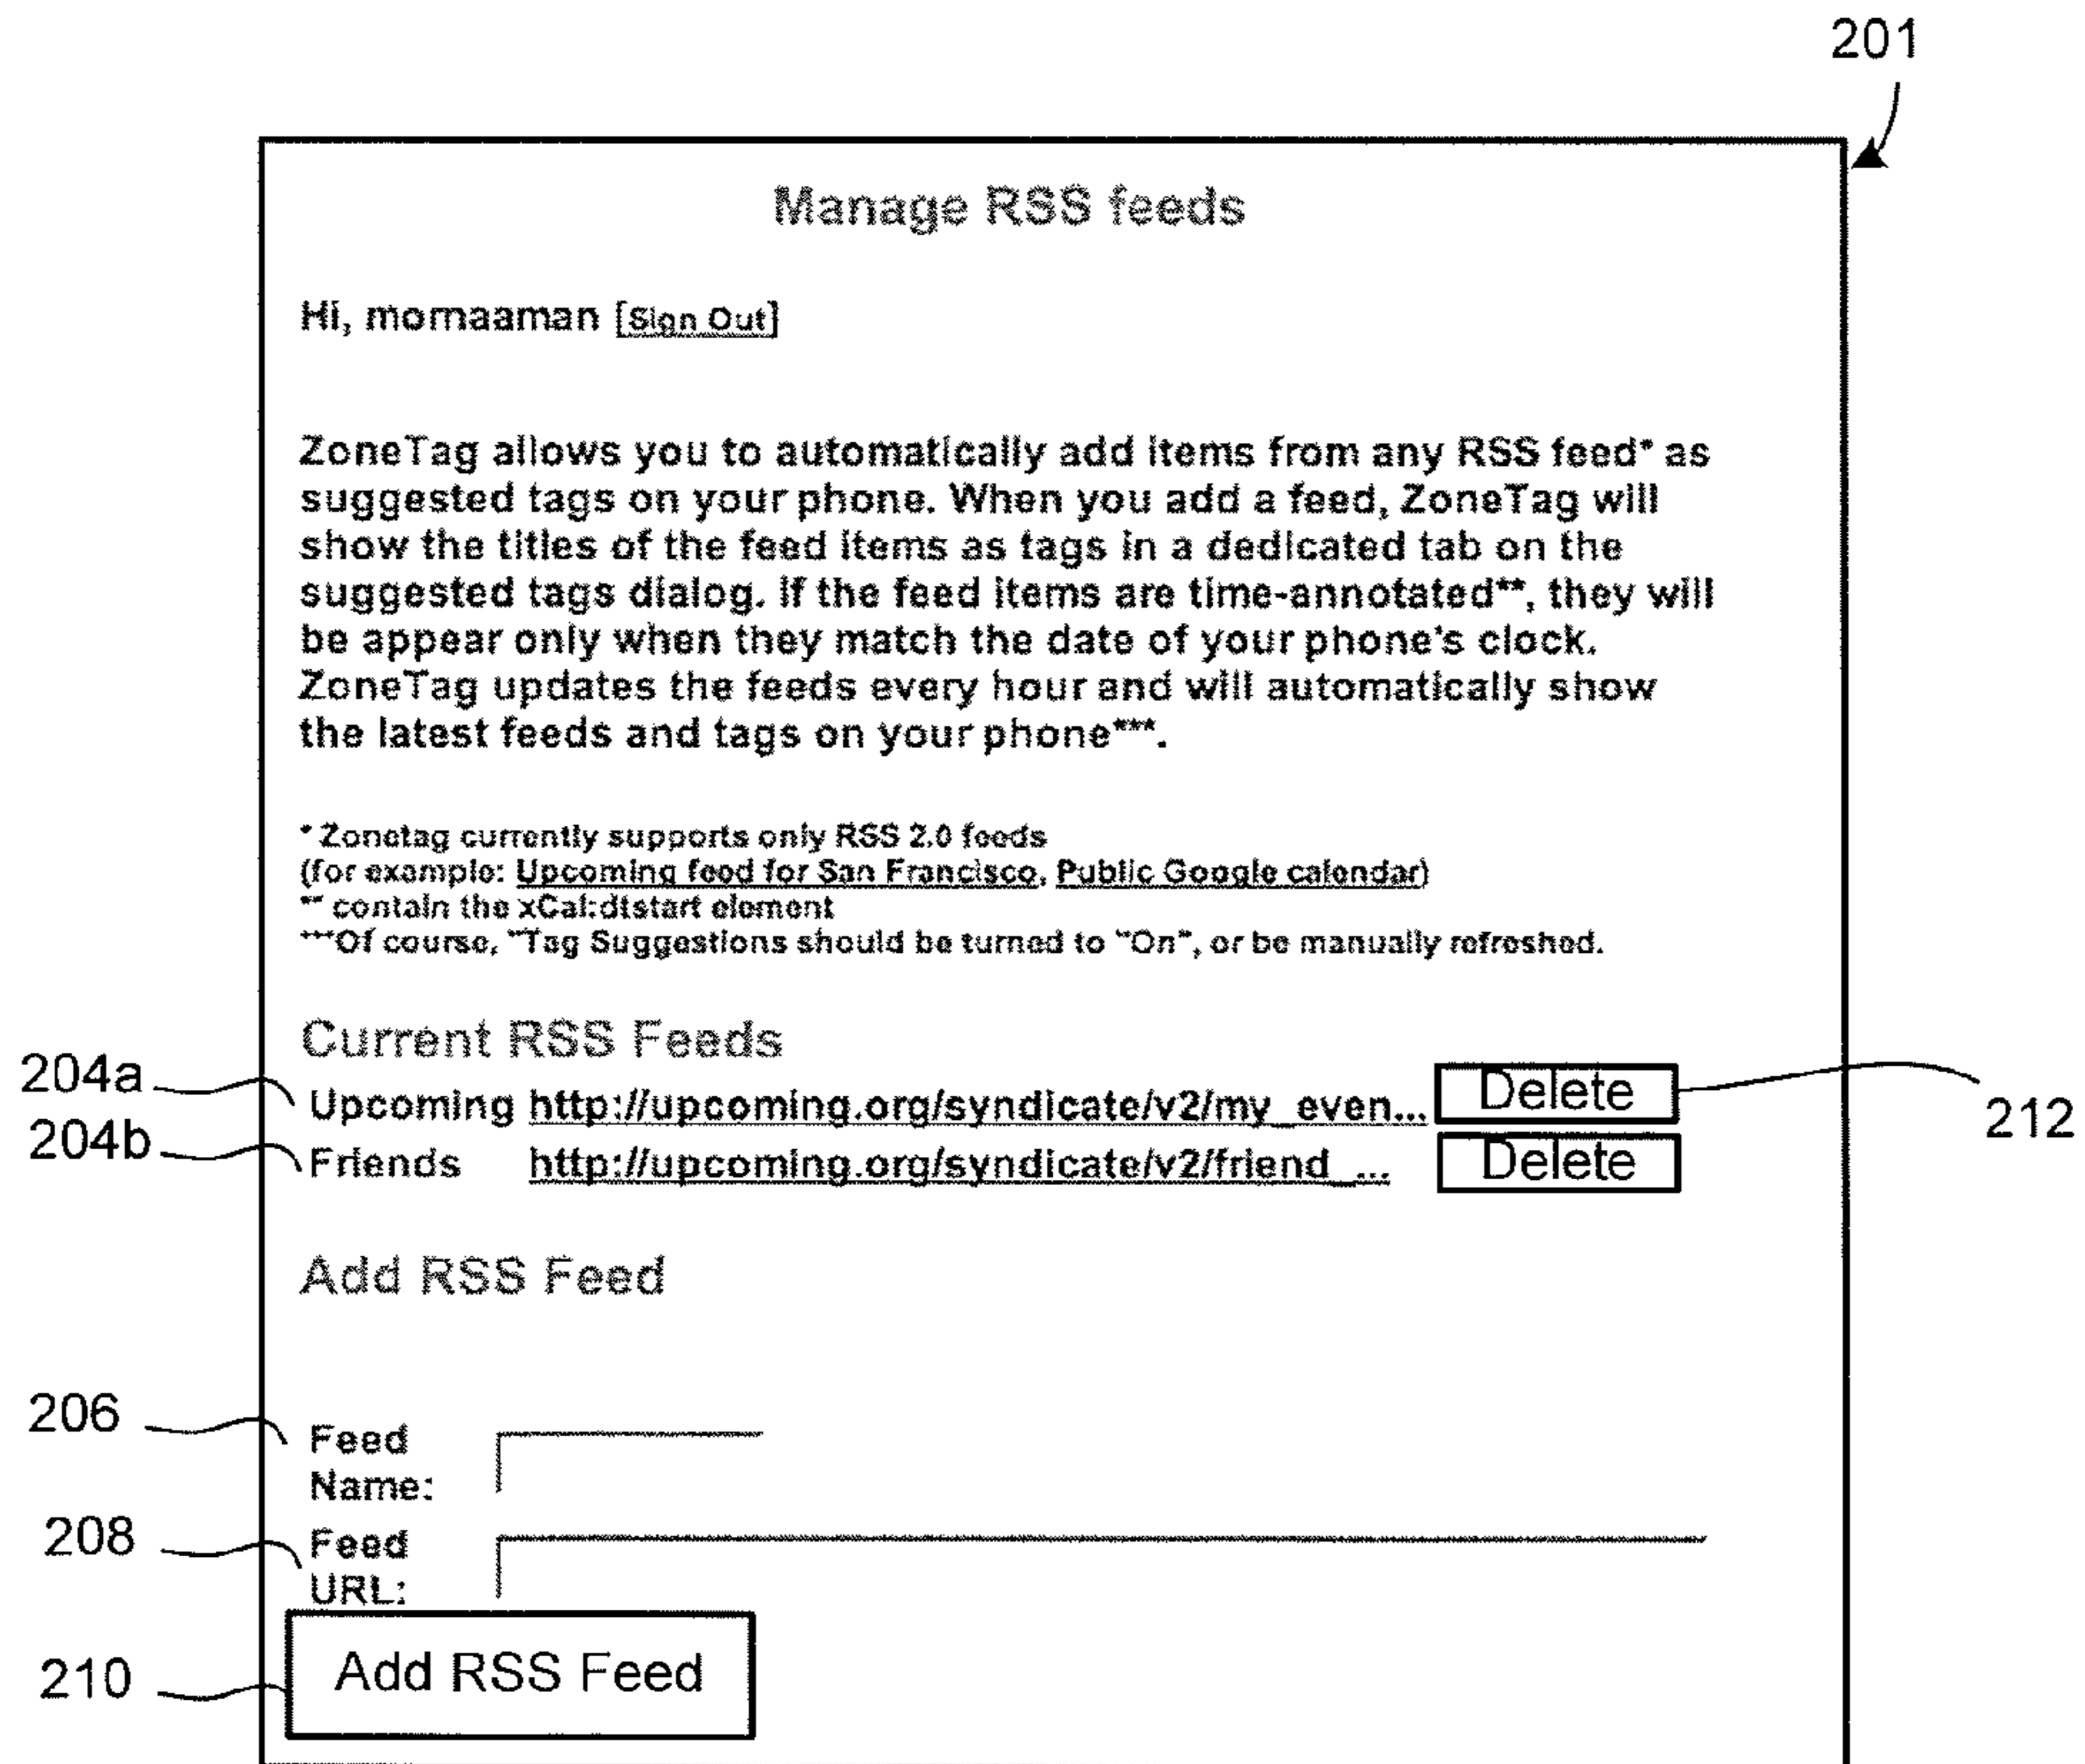 201
Manage RSS feeds
Hi, mornaaman [Sign Out]
ZoneTag allows you to automatically add items from any RSS feed* as
suggested tags on your phone. When you add a feed, ZoneTag will
show the titles of the feed items as tags in a dedicated tab on the
suggested tags dialog. If the feed items are time-annotated**, they will
be appear only when they match the date of your phone's clock.
ZoneTag updates the feeds every hour and will automatically show
the latest feeds and tags on your phone***.
* Zonetag currently supports only RSS 2.0 feeds
(for example: Upcoming feed for San Francisco, Public Google calendar)
** contain the xCal:dtstart element
***Of course, "Tag Suggestions should be turned to "On", or be manually refreshed.
Current RSS Feeds
204a Upcoming http://upcoming.org/syndicate/v2/my_even... Delete 212
204b Friends http://upcoming.org/syndicate/v2/friend_... Delete
Add RSS Feed
206 Feed
Name:
208 Feed
URL:
210 Add RSS Feed